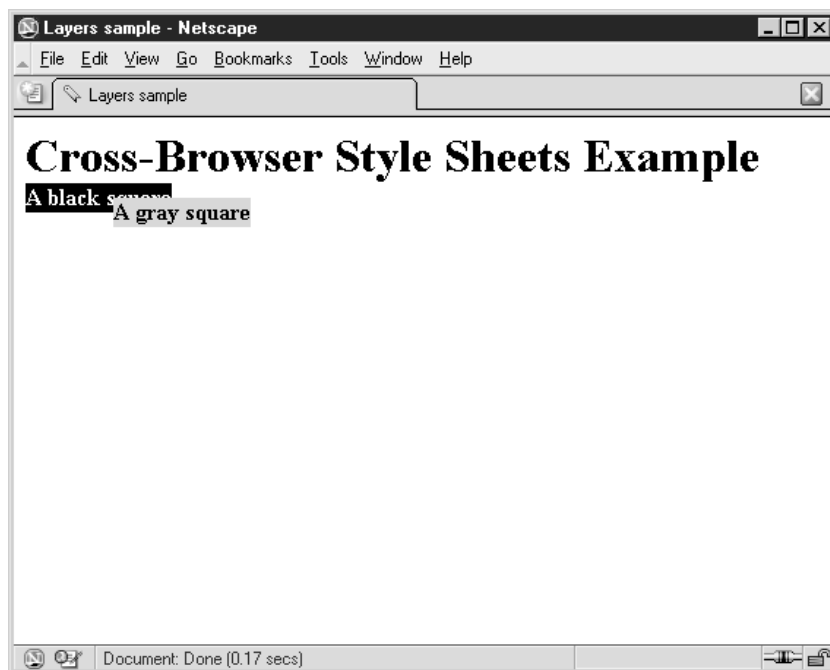 Layers sample - Netscape
File Edit View Go Bookmarks Tools Window Help
Layers sample
Cross-Browser Style Sheets Example
A black square
A gray square
Document: Done (0.17 secs)